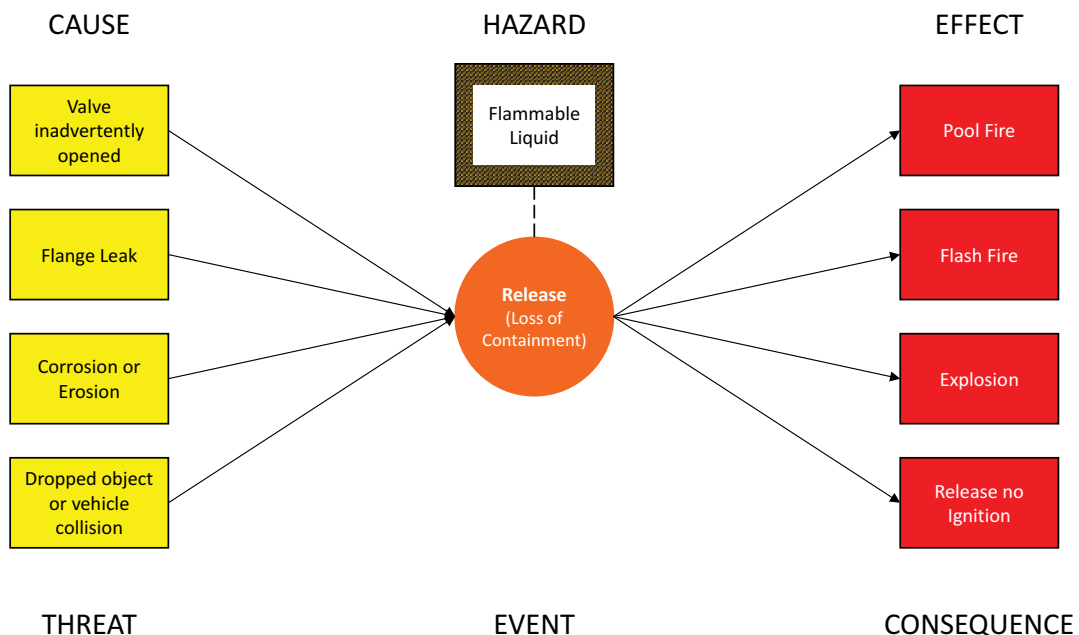 CAUSE
HAZARD
EFFECT
Valve
inadvertently
opened
Flammable
Liquid
Pool Fire
Flange Leak
Release
(Loss of
Containment)
Flash Fire
Corrosion or
Erosion
Explosion
Dropped object
or vehicle
collision
Release no
Ignition
THREAT
EVENT
CONSEQUENCE